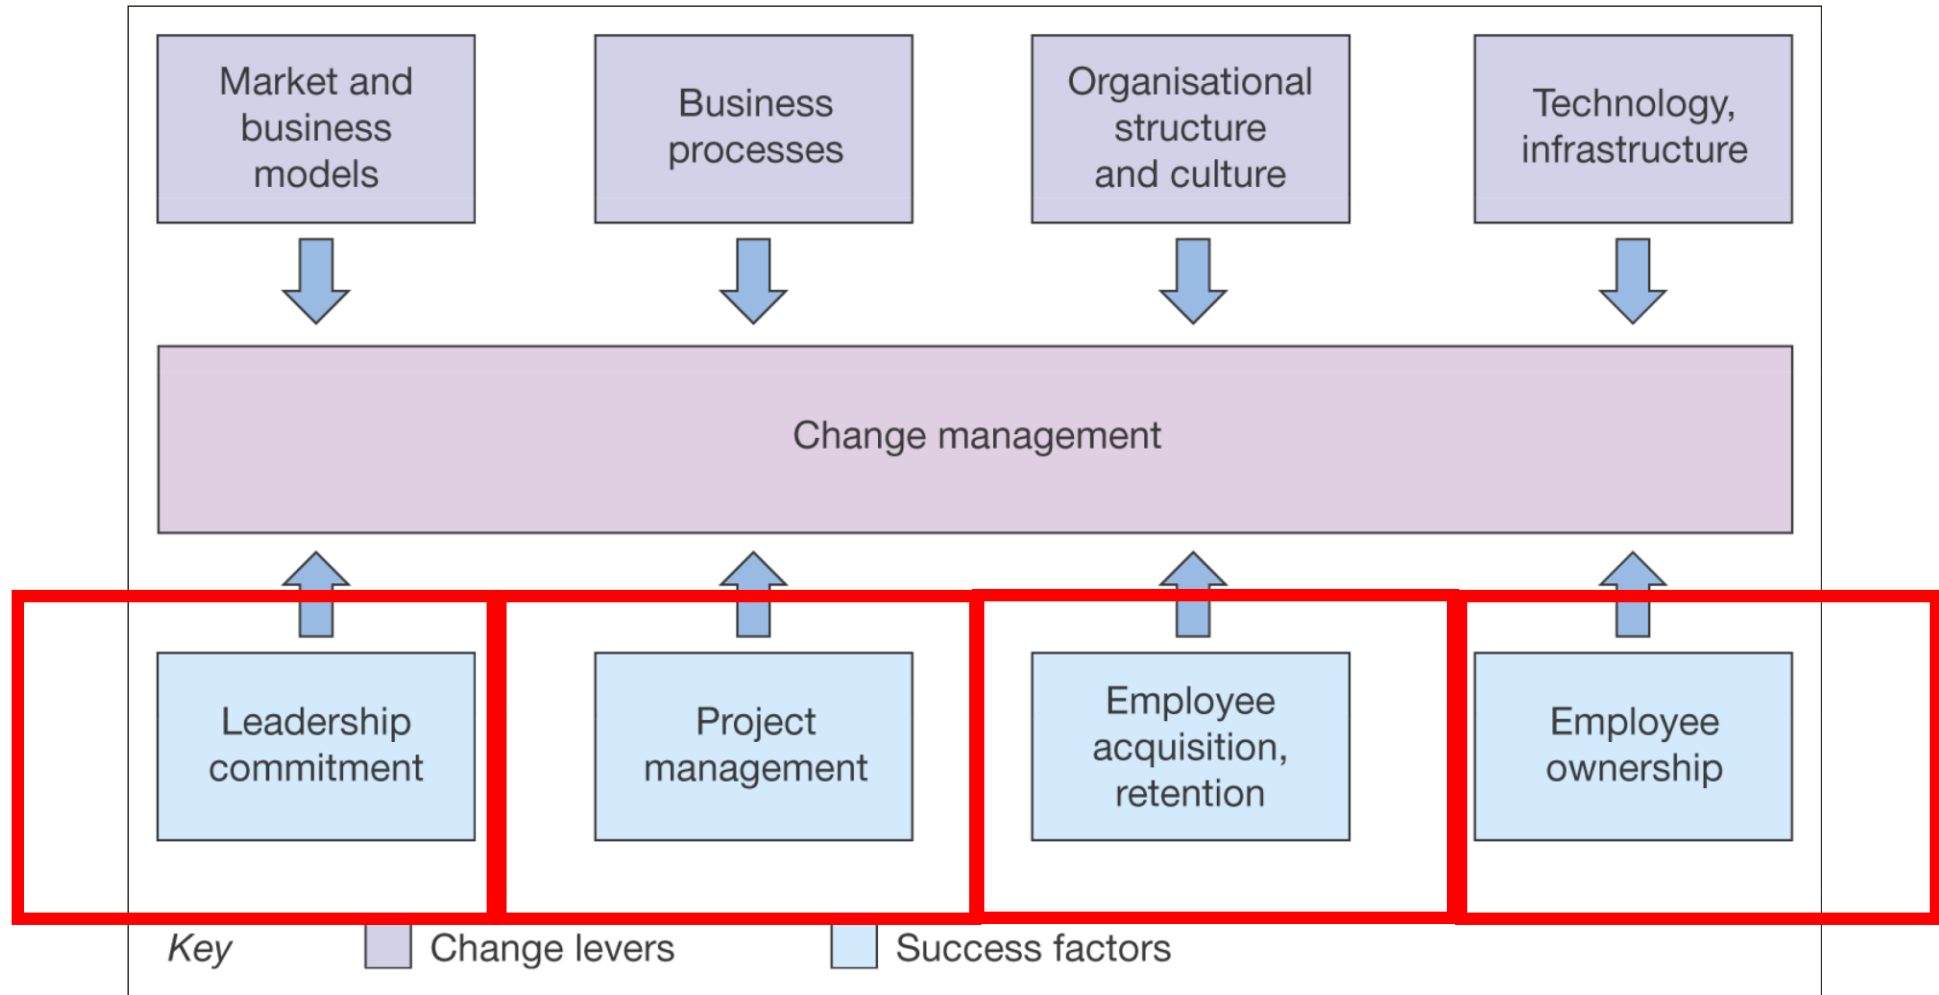 Market and
business
models
Business
processes
Organisational
structure
and culture
Technology,
infrastructure
Change management
Leadership
commitment
Project
management
Employee
acquisition,
retention
Employee
ownership
Key
Change levers
Success factors